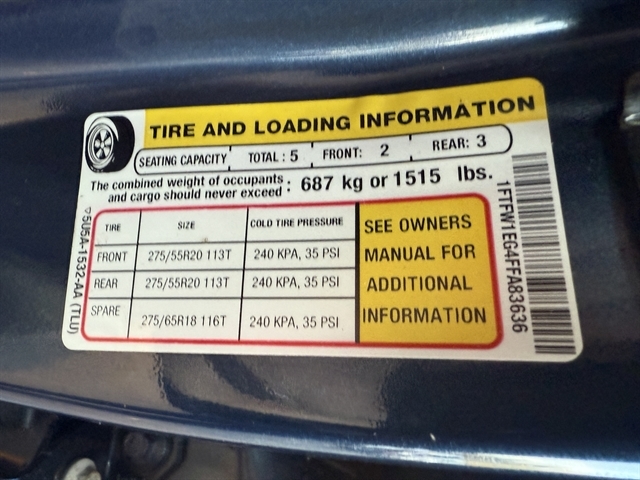 TIRE AND LOADING INFORMATION
SEATING CAPACITY TOTAL : 5 FRONT: 2 REAR: 3
The combined weight of occupants
and cargo should never exceed : 687 kg or 1515 lbs.
TIRE SIZE COLD TIRE PRESSURE
FRONT 275/55R20 113T 240 KPA, 35 PSI
REAR 275/55R20 113T 240 KPA, 35 PSI
SPARE 275/65R18 116T 240 KPA, 35 PSI
SEE OWNERS
MANUAL FOR
ADDITIONAL
INFORMATION
5U5A-1532-AA (TLU)
1FTFW1EG4FFA83636